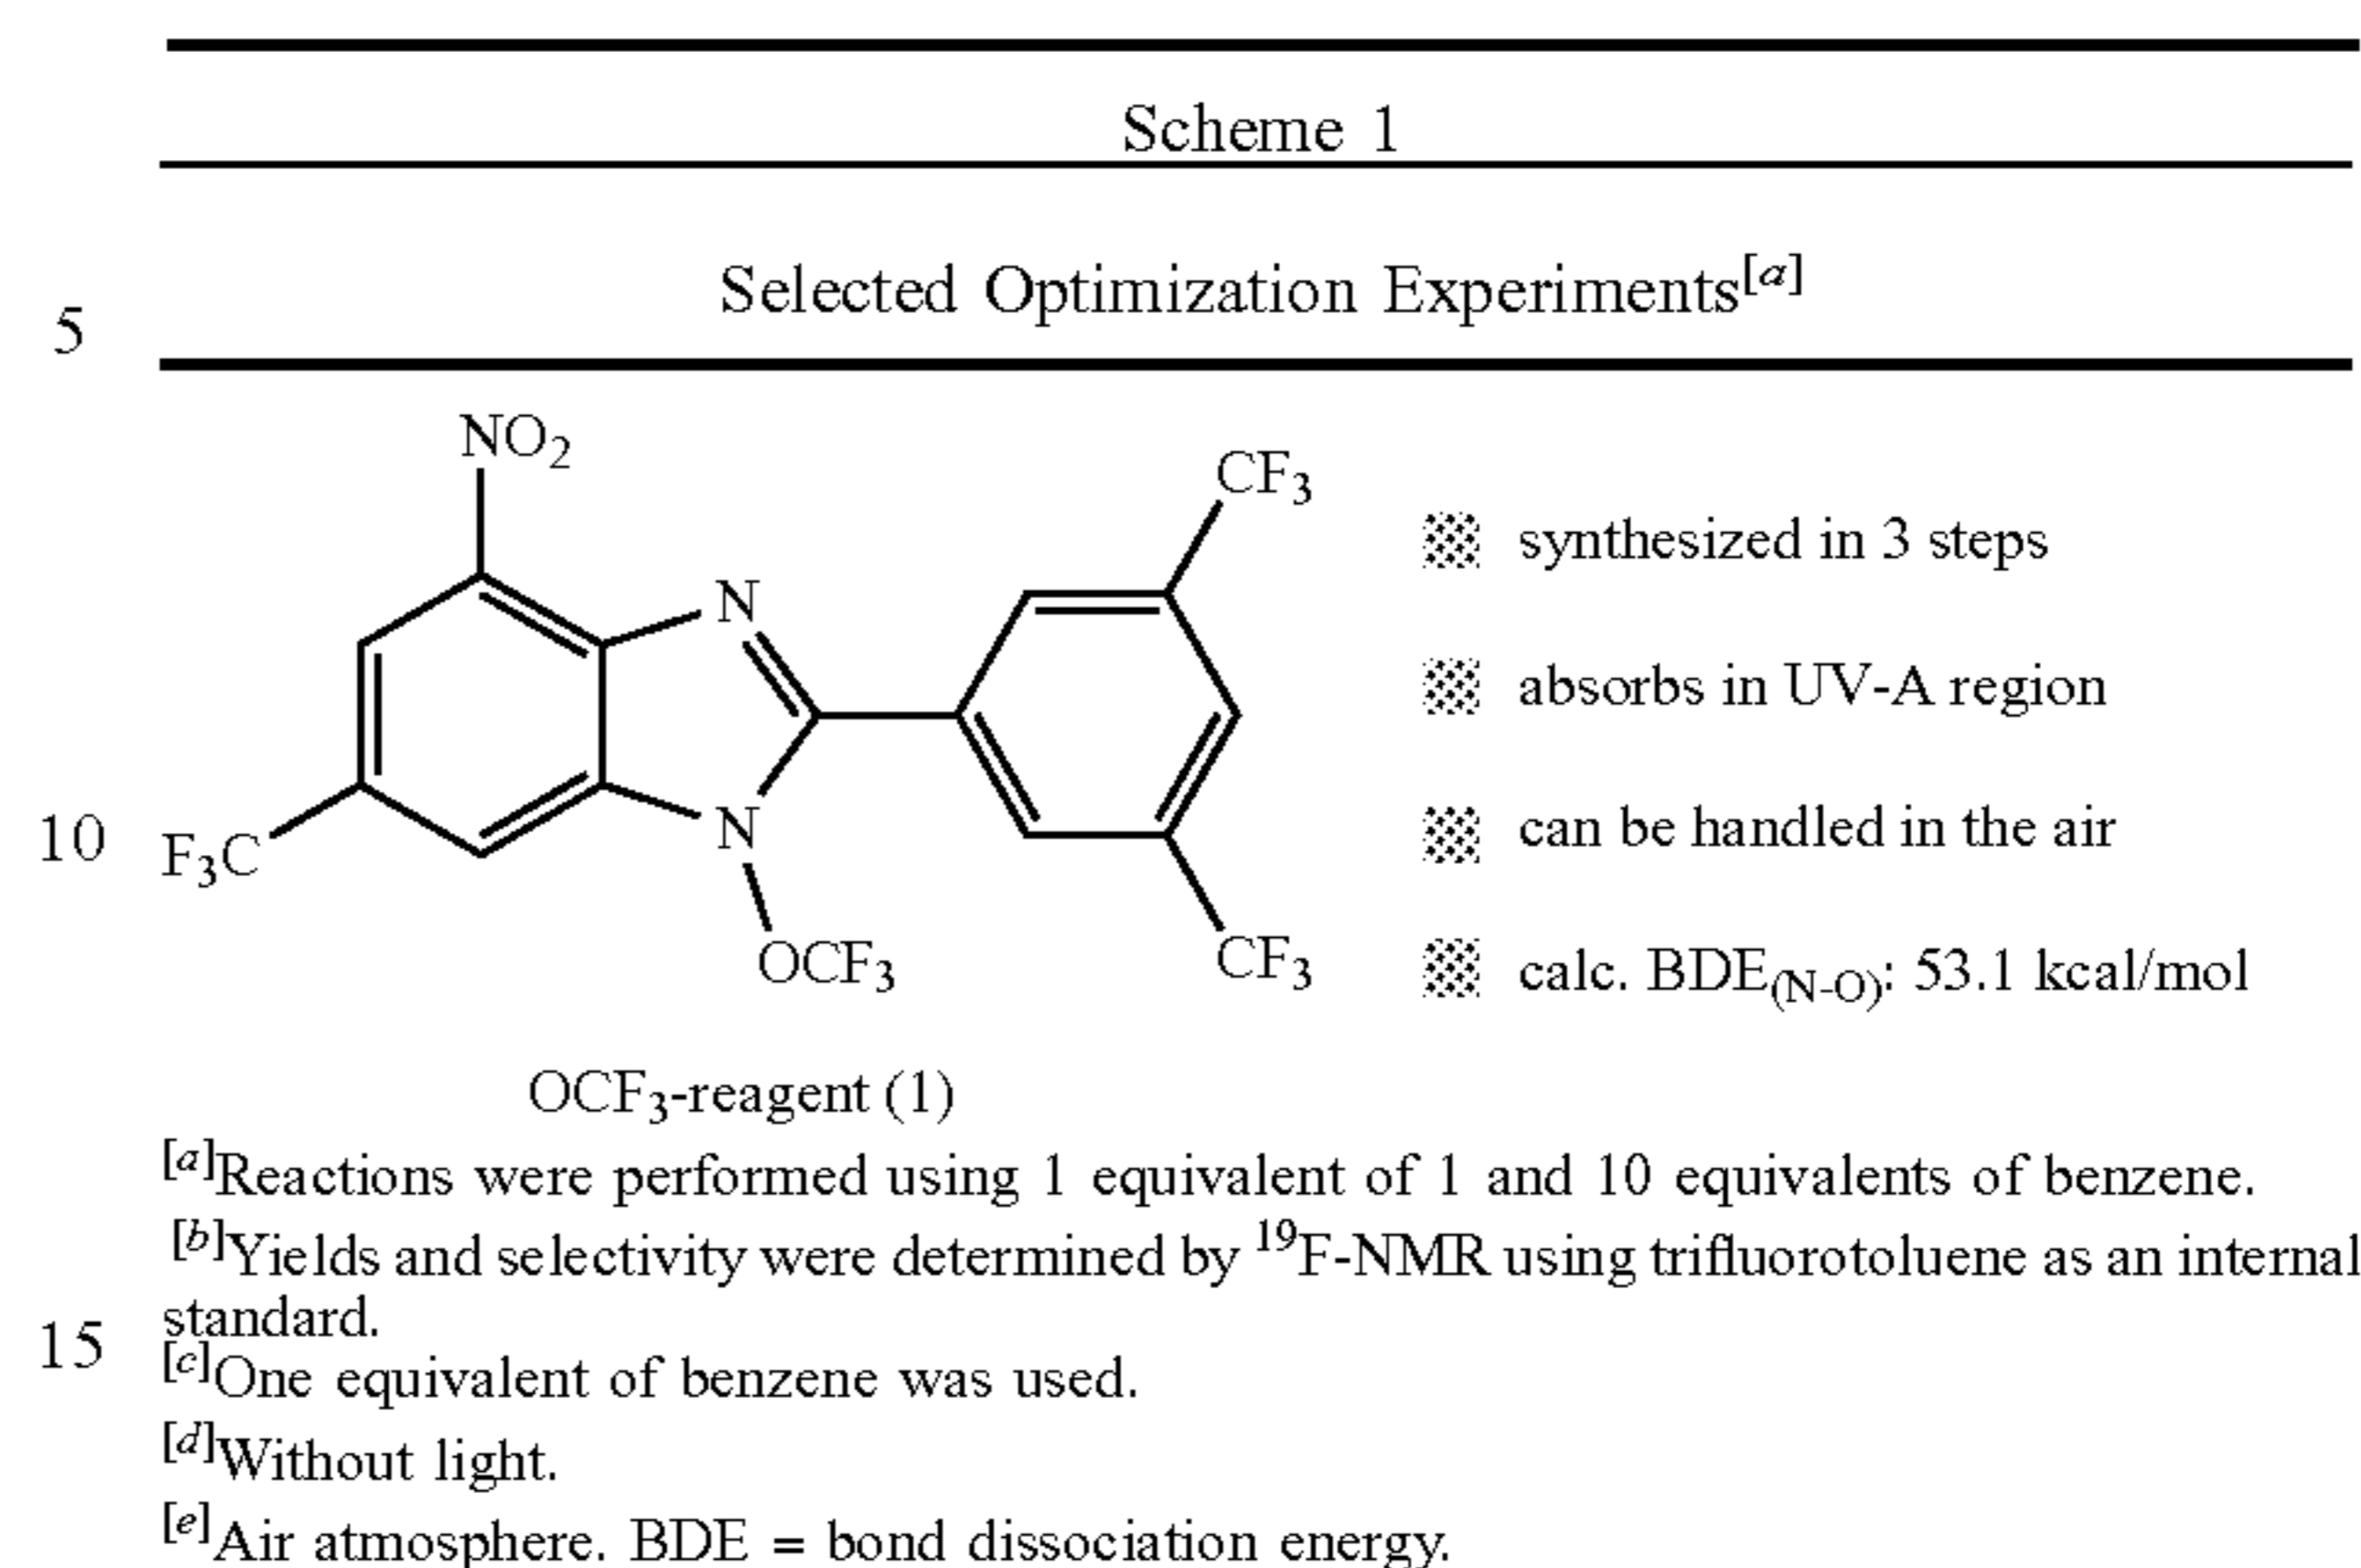 Scheme 1
Selected Optimization Experiments[a]
5
NO2
CF3
N
N
F3C
OCF3
CF3
10
synthesized in 3 steps
absorbs in UV-A region
can be handled in the air
calc. BDE(N-O): 53.1 kcal/mol
OCF3-reagent (1)
[a]Reactions were performed using 1 equivalent of 1 and 10 equivalents of benzene.
[b]Yields and selectivity were determined by 19F-NMR using trifluorotoluene as an internal
standard.
15
[c]One equivalent of benzene was used.
[d]Without light.
[e]Air atmosphere. BDE = bond dissociation energy.